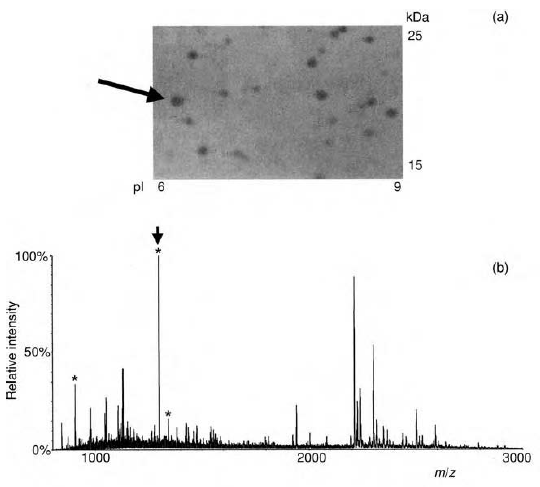 kDa (a)
25
15
pI 6 9
(b)
100%
*
*
*
50%
0%
Relative intensity
1000 2000 3000
m/z